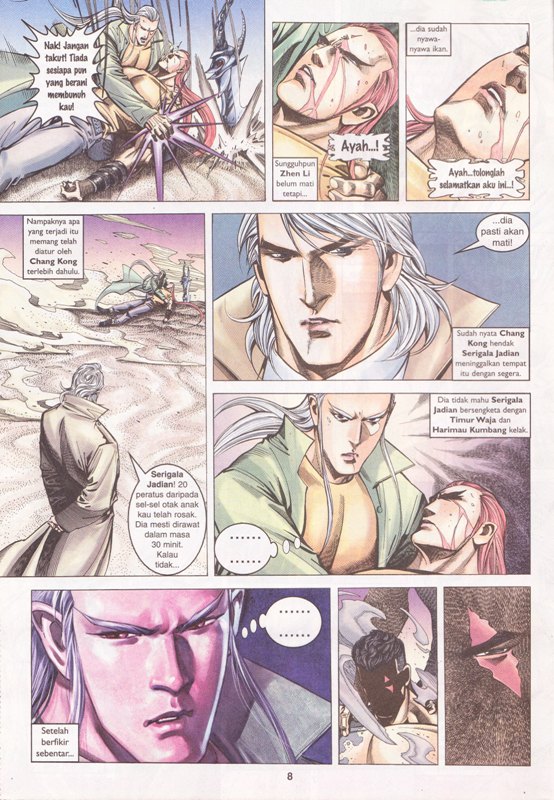 Nak! Jangan
takut! Tiada
sesiapa pun
yang berani
membunuh
kau!
Ayah...!
Sungguhpun
Zhen Li
belum mati
tetapi...
...dia sudah
nyawa-
nyawa ikan.
Ayah...tolonglah
selamatkan aku ini...!
Nampaknya apa
yang terjadi itu
memang telah
diatur oleh
Chang Kong
terlebih dahulu.
Serigala
Jadian! 20
peratus daripada
sel-sel otak anak
kau telah rosak.
Dia mesti dirawat
dalam masa
30 minit.
Kalau
tidak...
...dia
pasti akan
mati!
Sudah nyata Chang
Kong hendak
Serigala Jadian
meninggalkan tempat
itu dengan segera.
Dia tidak mahu Serigala
Jadian bersengketa dengan
Timur Waja dan
Harimau Kumbang kelak.
......
......
......
......
Setelah
berfikir
sebentar...
8